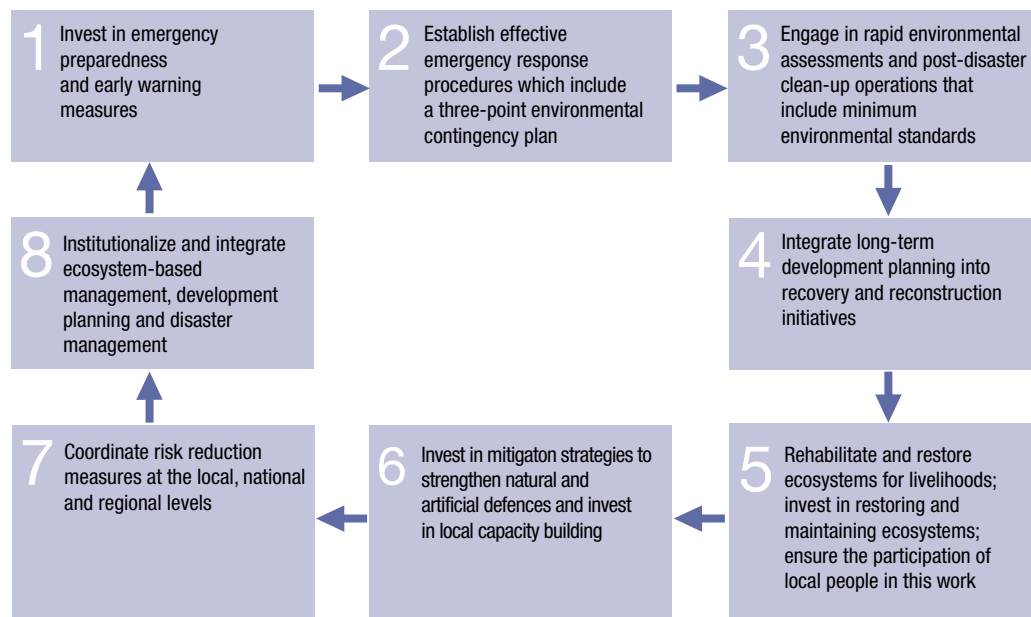 1
Invest in emergency
preparedness
and early warning
measures
2
Establish effective
emergency response
procedures which include
a three-point environmental
contingency plan
3
Engage in rapid environmental
assessments and post-disaster
clean-up operations that
include minimum
environmental standards
4
Integrate long-term
development planning into
recovery and reconstruction
initiatives
5
Rehabilitate and restore
ecosystems for livelihoods;
invest in restoring and
maintaining ecosystems;
ensure the participation of
local people in this work
6
Invest in mitigaton strategies to
strengthen natural and
artificial defences and invest
in local capacity building
7
Coordinate risk reduction
measures at the local, national
and regional levels
8
Institutionalize and integrate
ecosystem-based
management, development
planning and disaster
management